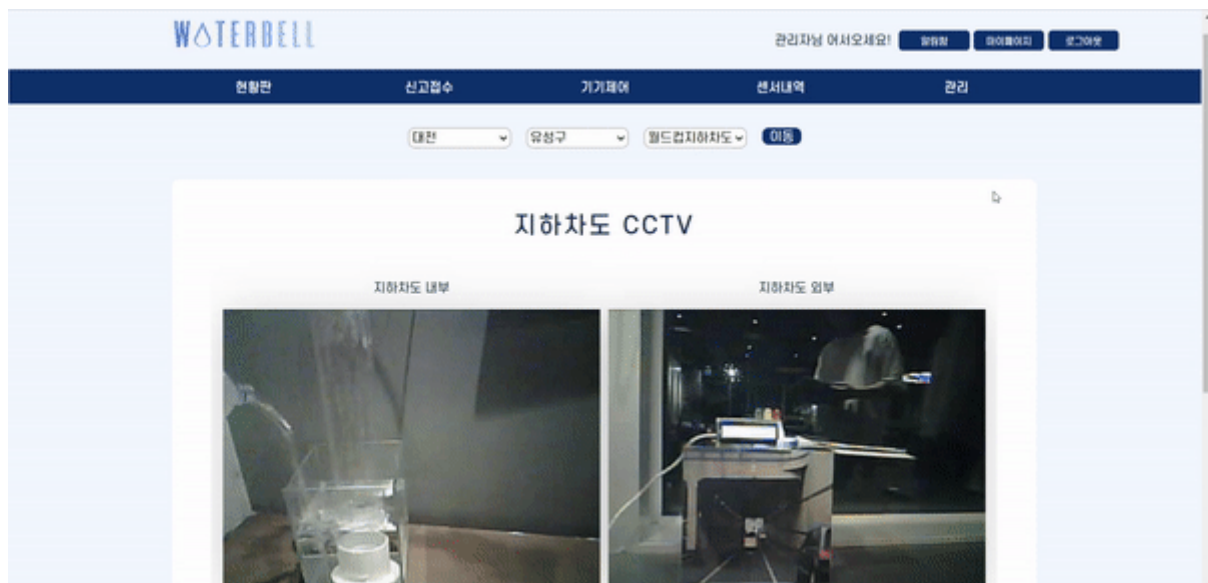 WATERBELL
관리자님 어서오세요! 알림함 마이페이지 로그아웃
현황판 신고접수 기기제어 센서내역 관리
대전 유성구 월드컵지하차도 이동
지하차도 CCTV
지하차도 내부 지하차도 외부